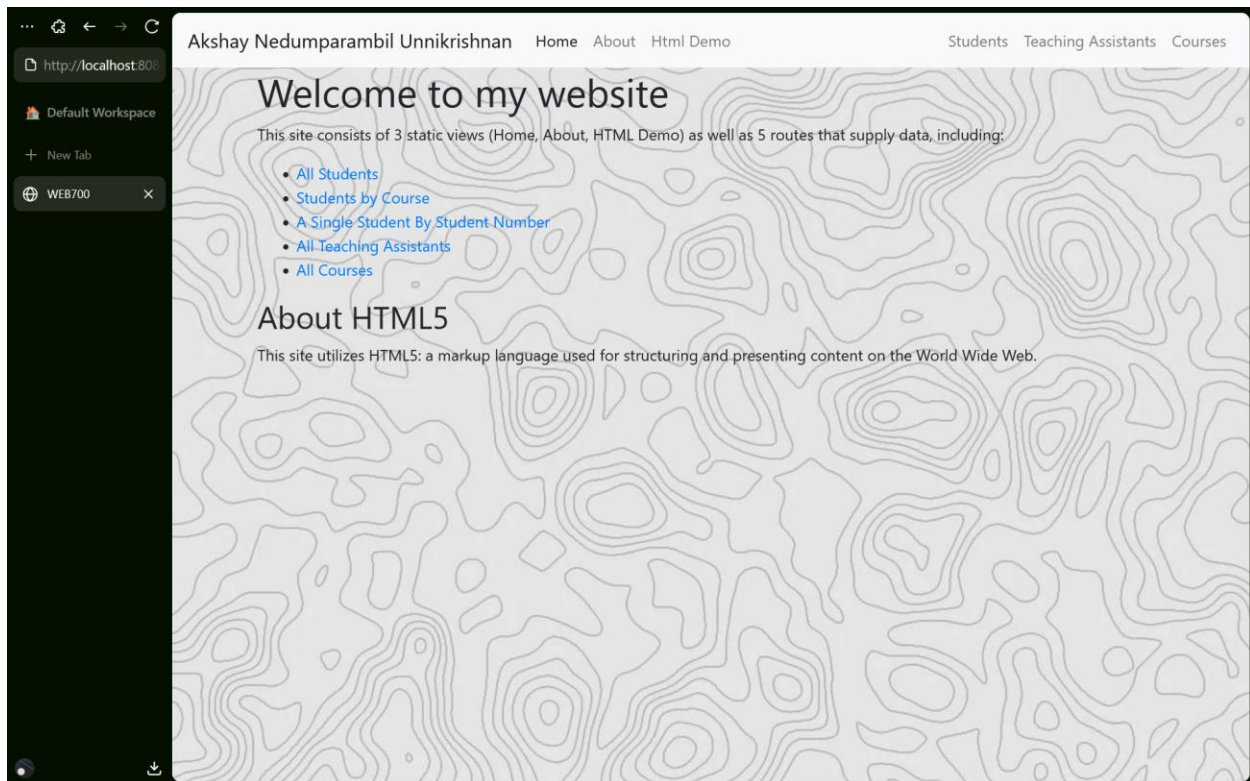 http://localhost:808
Default Workspace
New Tab
WEB700
Akshay Nedumparambil Unnikrishnan Home About Html Demo Students Teaching Assistants Courses
Welcome to my website
This site consists of 3 static views (Home, About, HTML Demo) as well as 5 routes that supply data, including:
All Students
Students by Course
A Single Student By Student Number
All Teaching Assistants
All Courses
About HTML5
This site utilizes HTML5: a markup language used for structuring and presenting content on the World Wide Web.